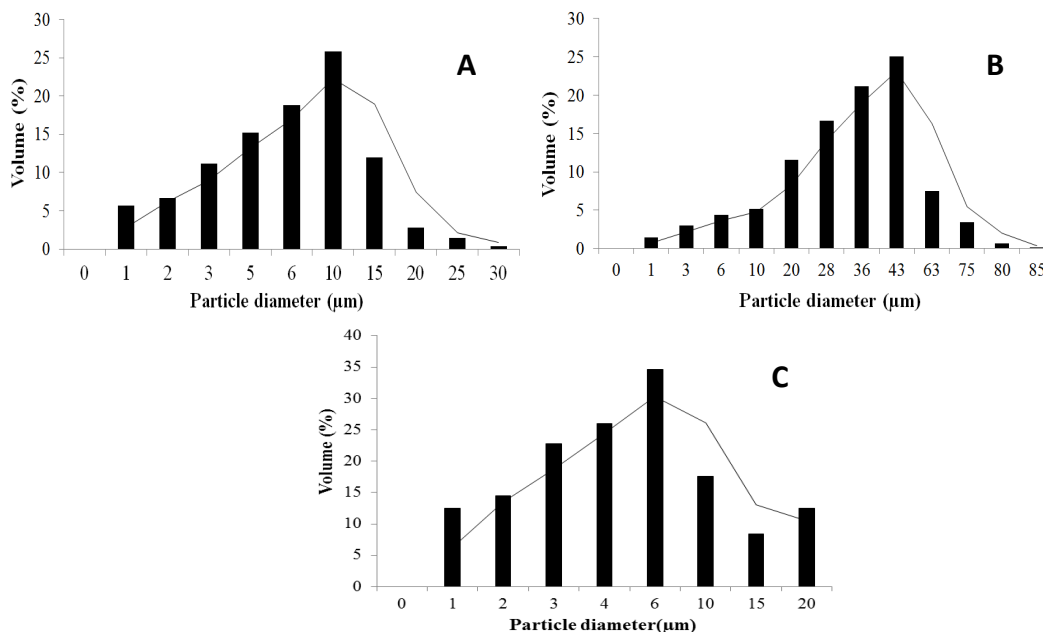 30
25
20
15
10
5
0
Volume (%)
A
0 1 2 3 5 6 10 15 20 25 30
Particle diameter (µm)
30
25
20
15
10
5
0
Volume (%)
B
0 1 3 6 10 20 28 36 43 63 75 80 85
Particle diameter (µm)
40
35
30
25
20
15
10
5
0
Volume (%)
C
0 1 2 3 4 6 10 15 20
Particle diameter(µm)